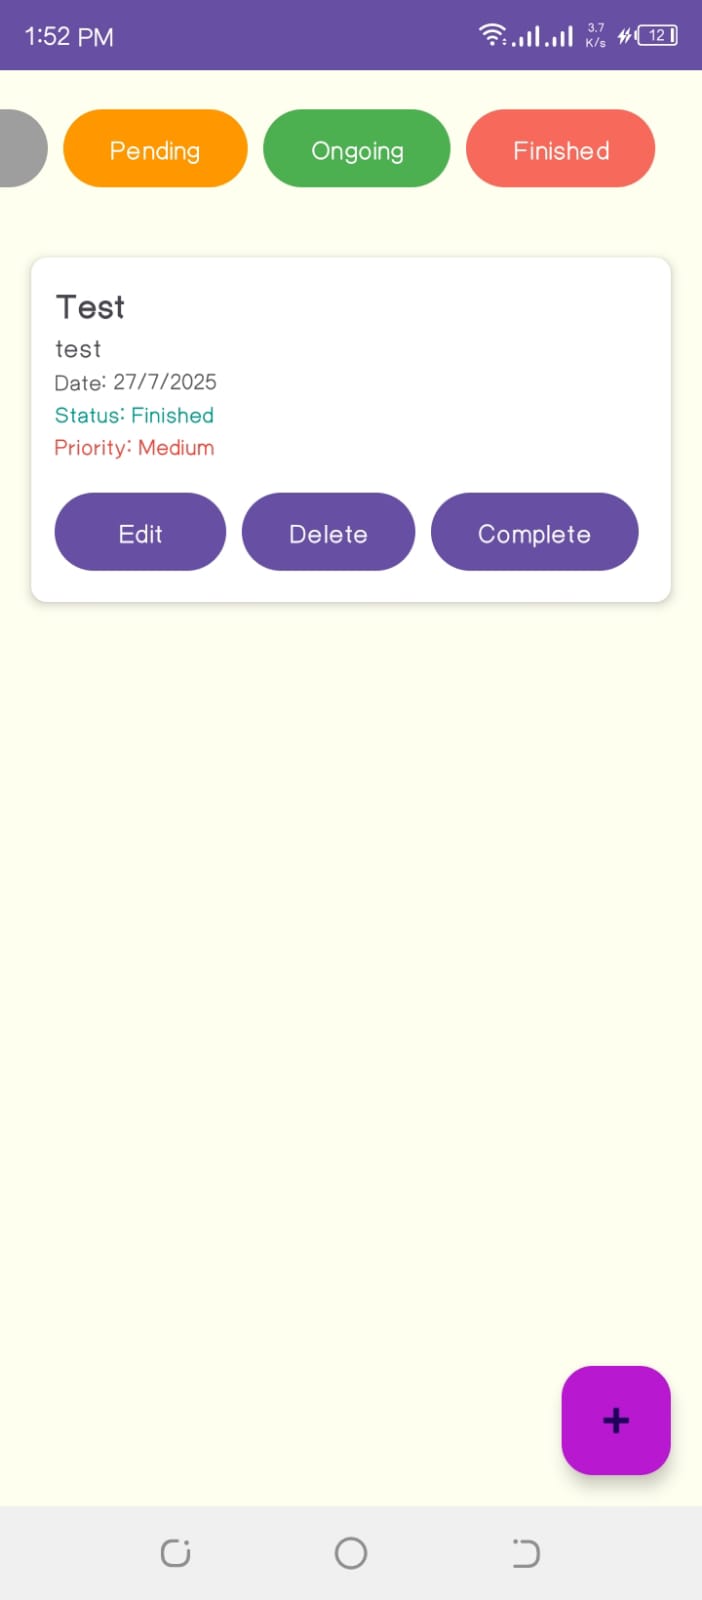 1:52 PM 3.7 K/s 12
Pending Ongoing Finished
Test
test
Date: 27/7/2025
Status: Finished
Priority: Medium
Edit Delete Complete
+